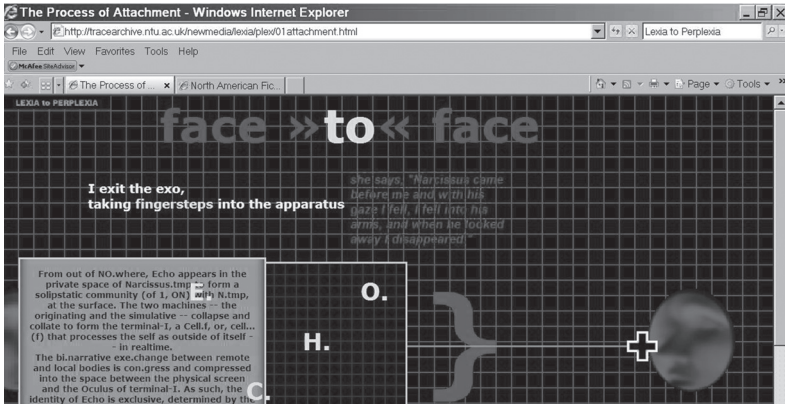 The Process of Attachment - Windows Internet Explorer
http://tracearchive.ntu.ac.uk/newmedia/lexia/plex/01attachment.html
Lexia to Perplexia
File Edit View Favorites Tools Help
McAfee SiteAdvisor
The Process of ... x North American Fic...
Page Tools
LEXIA to PERPLEXIA
face »to« face
she says, "Narcissus came
before me and with his
gaze I fell, I fell into his
arms, and when he looked
away I disappeared."
I exit the exo,
taking fingersteps into the apparatus
From out of NO.where, Echo appears in the
private space of Narcissus.tmp to form a
solipstatic community (of 1, ON) with N.tmp,
at the surface. The two machines -- the
originating and the simulative -- collapse and
collate to form the terminal-I, a Cell.f, or, cell...
(f) that processes the self as outside of itself -
- in realtime.
The bi.narrative exe.change between remote
and local bodies is con.gress and compressed
into the space between the physical screen
and the Oculus of terminal-I. As such, the
identity of Echo is exclusive, determined by the
E.
O.
H.
C.
}